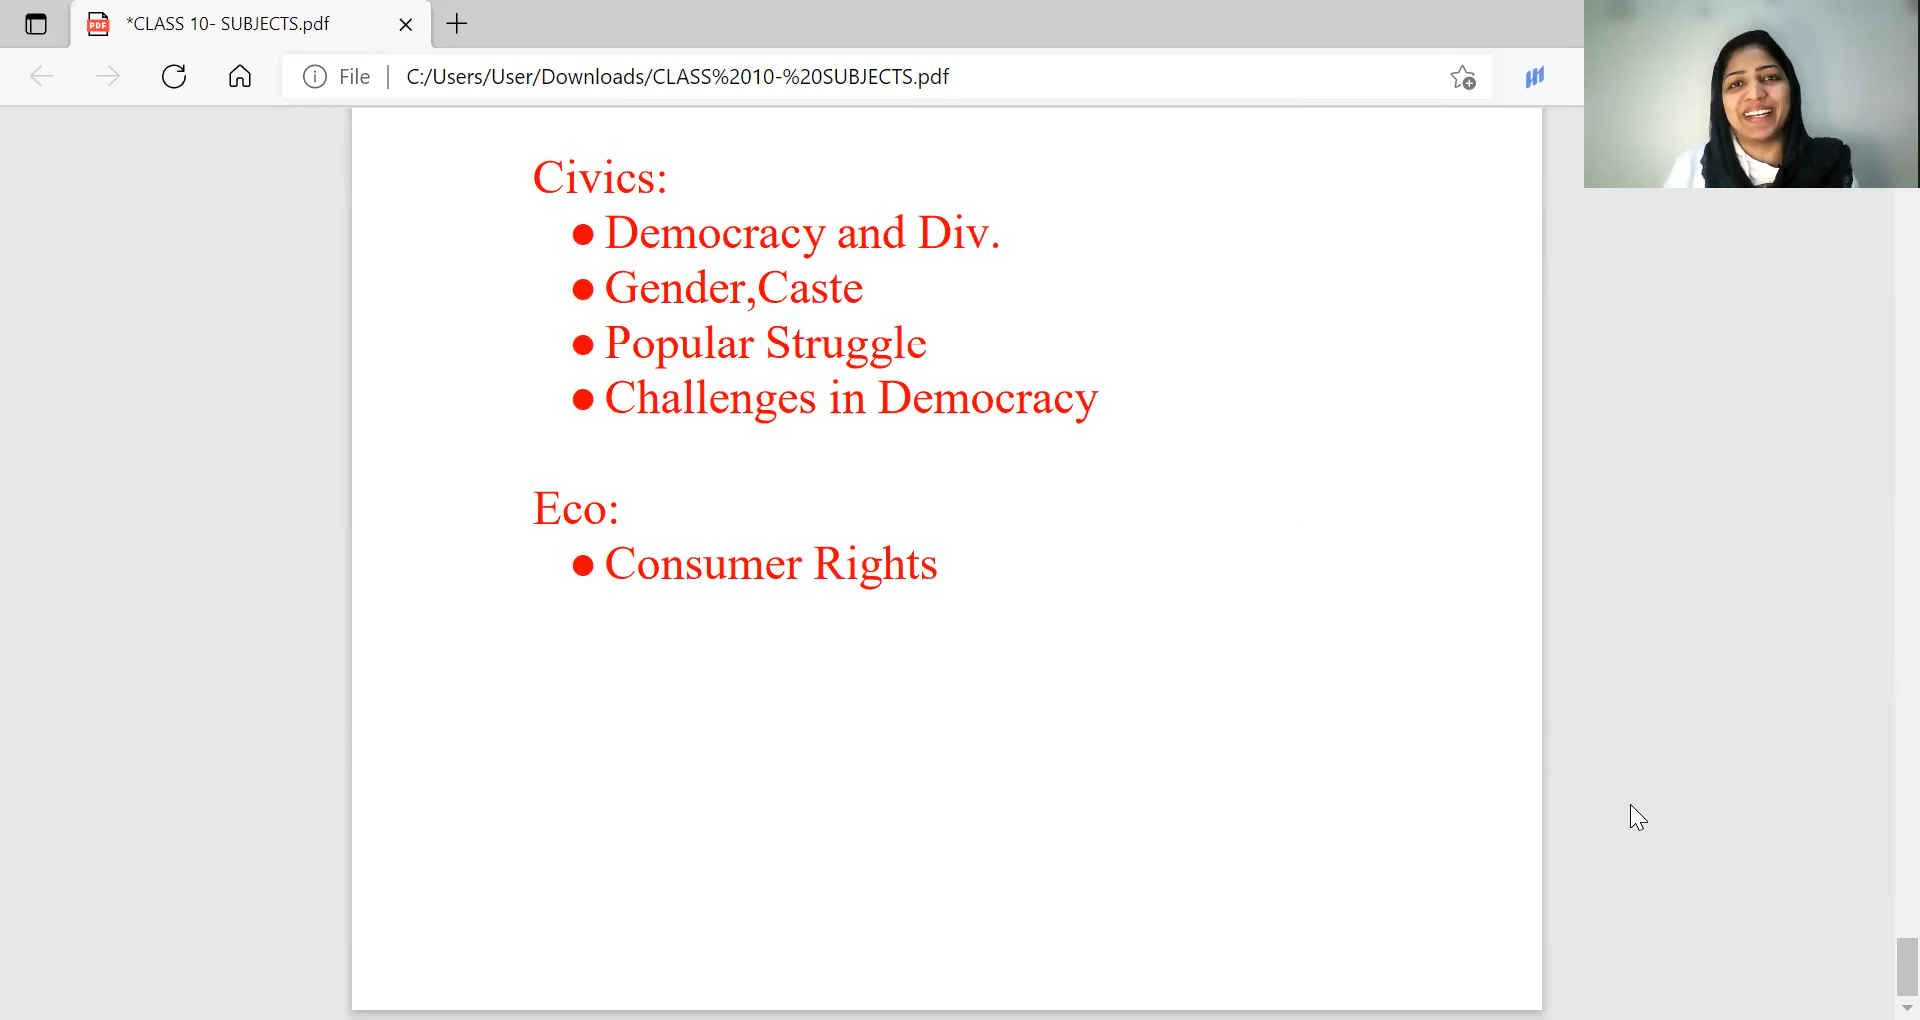 *CLASS 10- SUBJECTS.pdf
File
C:/Users/User/Downloads/CLASS%2010-%20SUBJECTS.pdf
Civics:
● Democracy and Div.
● Gender,Caste
● Popular Struggle
● Challenges in Democracy
Eco:
● Consumer Rights